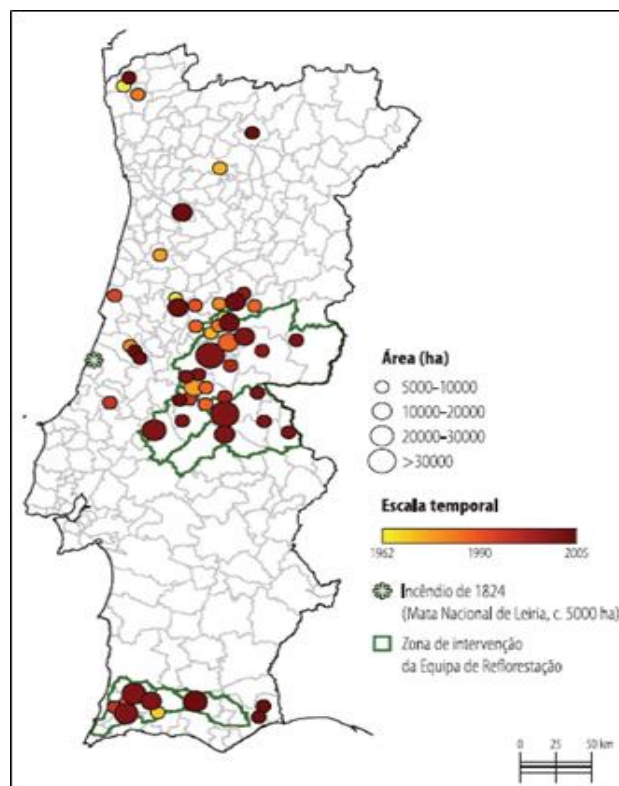 Área (ha)
5000–10000
10000–20000
20000–30000
>30000
Escala temporal
1962
1990
2005
Incêndio de 1824
(Mata Nacional de Leiria, c. 5000 ha)
Zona de intervenção
da Equipa de Reflorestação
0 25 50 km